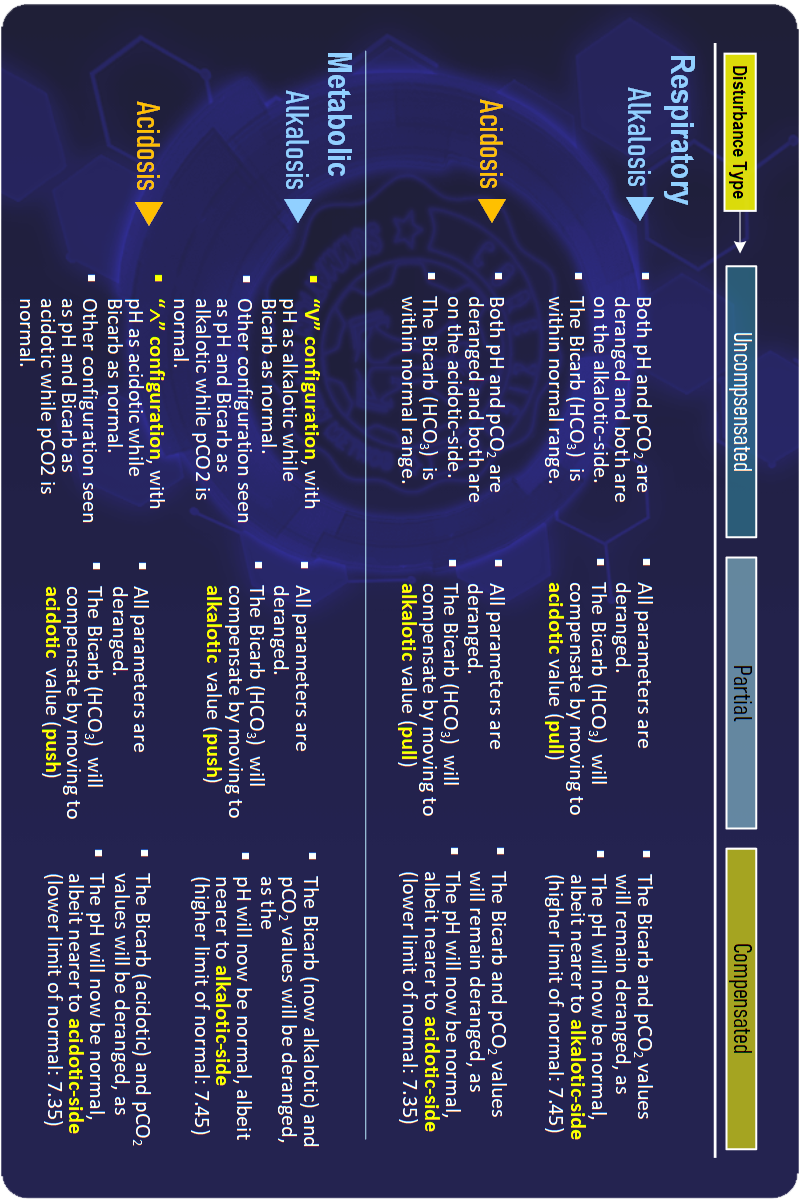 Disturbance Type
Uncompsensated
Partial
Compensated
Respiratory
Alkalosis
▪ Both pH and pCO₂ are
deranged and both are
on the alkalotic-side.
▪ The Bicarb (HCO₃) is
within normal range.
▪ All parameters are
deranged.
▪ The Bicarb (HCO₃) will
compensate by moving to
acidotic value (pull)
▪ The Bicarb and pCO₂ values
will remain deranged, as
▪ The pH will now be normal,
albeit nearer to alkalotic-side
(higher limit of normal: 7.45)
Acidosis
▪ Both pH and pCO₂ are
deranged and both are
on the acidotic-side.
▪ The Bicarb (HCO₃) is
within normal range.
▪ All parameters are
deranged.
▪ The Bicarb (HCO₃) will
compensate by moving to
alkalotic value (pull)
▪ The Bicarb and pCO₂ values
will remain deranged, as
▪ The pH will now be normal,
albeit nearer to acidotic-side
(lower limit of normal: 7.35)
Metabolic
Alkalosis
▪ “V” configuration, with
pH as alkalotic while
Bicarb as normal.
▪ Other configuration seen
as pH and Bicarb as
alkalotic while pCO2 is
normal.
▪ All parameters are
deranged.
▪ The Bicarb (HCO₃) will
compensate by moving to
alkalotic value (push)
▪ The Bicarb (now alkalotic) and
pCO₂ values will be deranged,
as the
▪ pH will now be normal, albeit
nearer to alkalotic-side
(higher limit of normal: 7.45)
Acidosis
▪ “^” configuration, with
pH as acidotic while
Bicarb as normal.
▪ Other configuration seen
as pH and Bicarb as
acidotic while pCO2 is
normal.
▪ All parameters are
deranged.
▪ The Bicarb (HCO₃) will
compensate by moving to
acidotic value (push)
▪ The Bicarb (acidotic) and pCO₂
values will be deranged, as
▪ The pH will now be normal,
albeit nearer to acidotic-side
(lower limit of normal: 7.35)